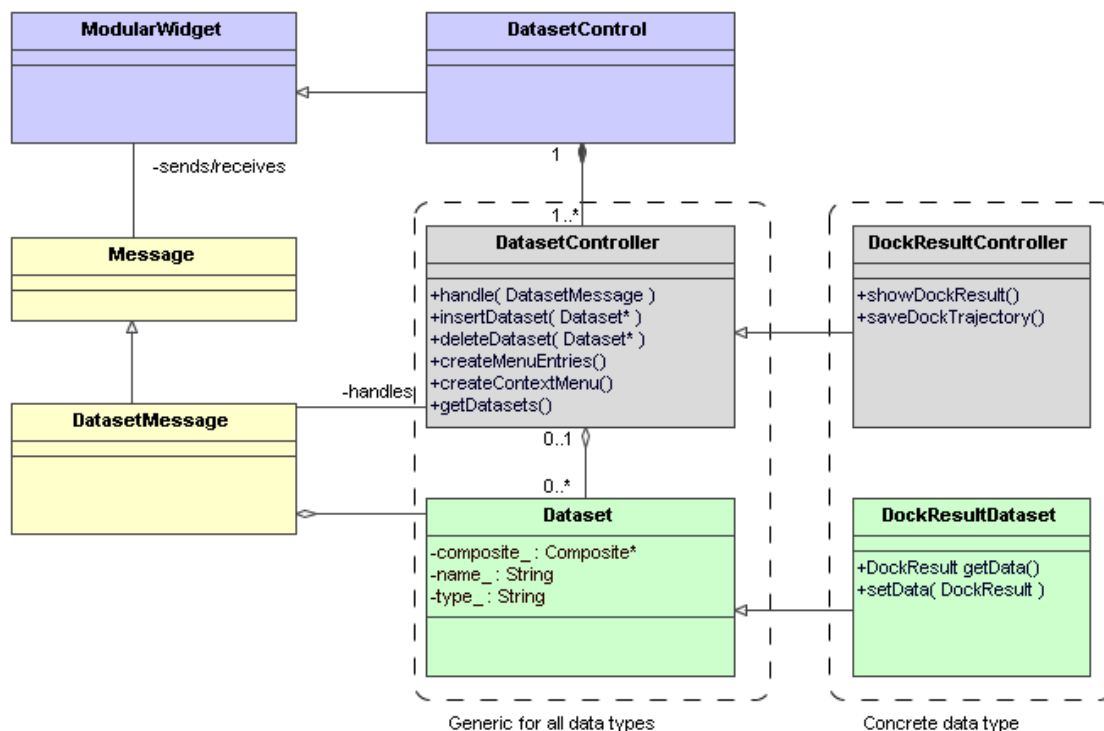 ModularWidget
DatasetControl
-sends/receives
1
1..*
Message
DatasetController
+handle( DatasetMessage )
+insertDataset( Dataset* )
+deleteDataset( Dataset* )
+createMenuEntries()
+createContextMenu()
+getDatasets()
DockResultController
+showDockResult()
+saveDockTrajectory()
-handles
DatasetMessage
0..1
0..*
Dataset
-composite_ : Composite*
-name_ : String
-type_ : String
DockResultDataset
+DockResult getData()
+setData( DockResult )
Generic for all data types
Concrete data type